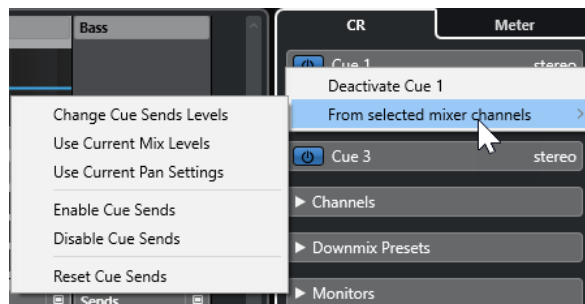 Bass
CR
Meter
Cue 1
stereo
Deactivate Cue 1
From selected mixer channels
Change Cue Sends Levels
Use Current Mix Levels
Use Current Pan Settings
Enable Cue Sends
Disable Cue Sends
Reset Cue Sends
Cue 3
stereo
Channels
Downmix Presets
Monitors
Sends